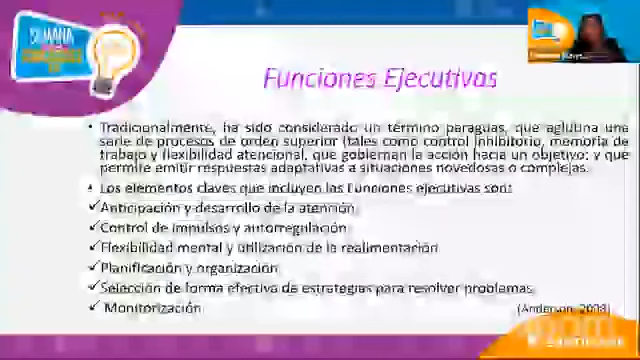 SEMANA
Funciones Ejecutivas
• Tradicionalmente, ha sido considerado un término paraguas, que aglutina una
serie de procesos de orden superior (tales como control inhibitorio, memoria de
trabajo y flexibilidad atencional, que gobiernan la acción hacia un objetivo; y que
permite emitir respuestas adaptativas a situaciones novedosas o complejas.
• Los elementos claves que incluyen las Funciones ejecutivas son:
✓Anticipación y desarrollo de la atención
✓Control de impulsos y autorregulación
✓Flexibilidad mental y utilización de la realimentación
✓Planificación y organización
✓Selección de forma efectiva de estrategias para resolver problemas
✓ Monitorización
(Anderson, 2008)